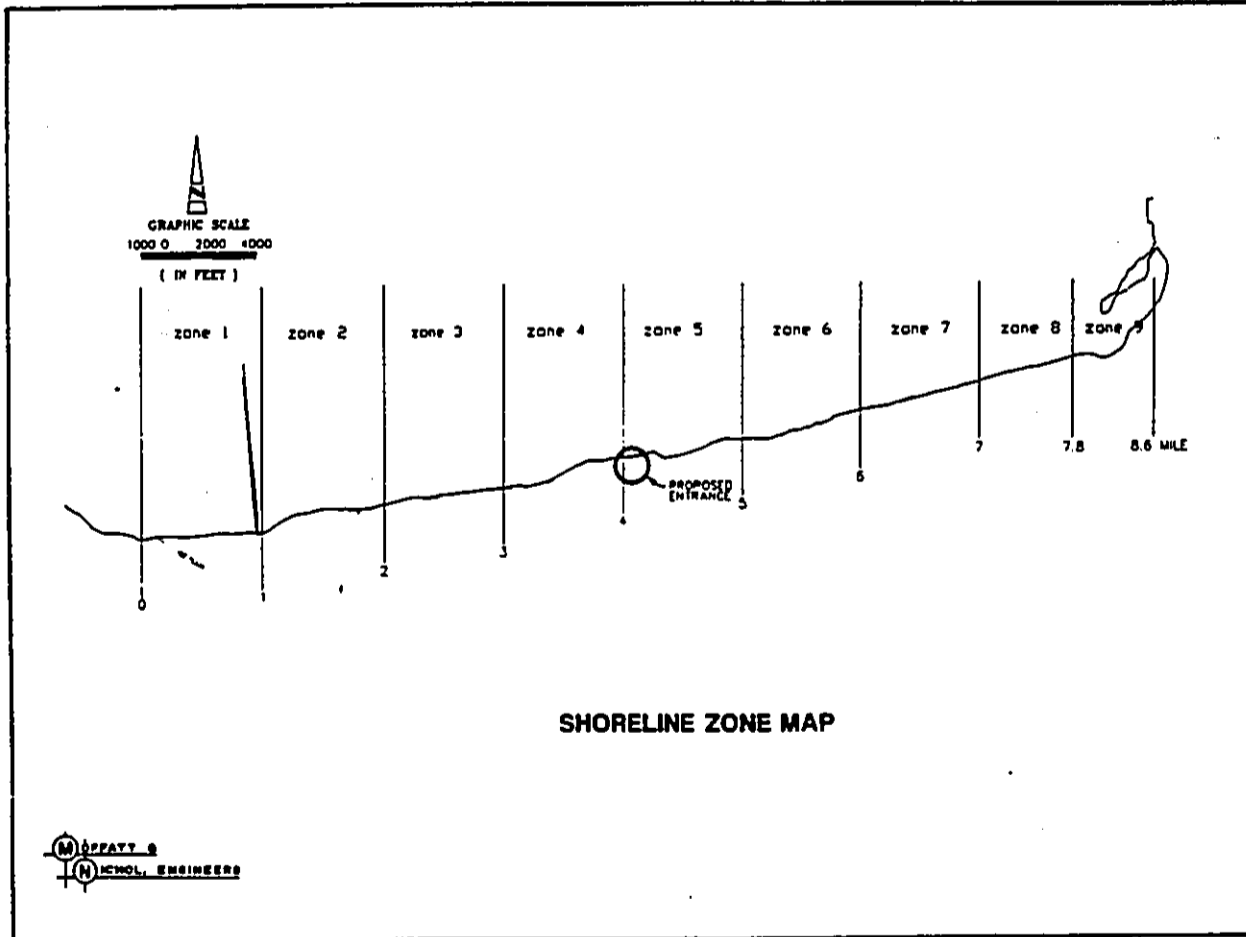 N
GRAPHIC SCALE
1000 0 2000 4000
( IN FEET )
zone 1 zone 2 zone 3 zone 4 zone 5 zone 6 zone 7 zone 8 zone 9
7 7.8 8.6 MILE
6
PROPOSED
ENTRANCE
5
4
3
2
1
0
SHORELINE ZONE MAP
MOFFATT &
NICHOL, ENGINEERS